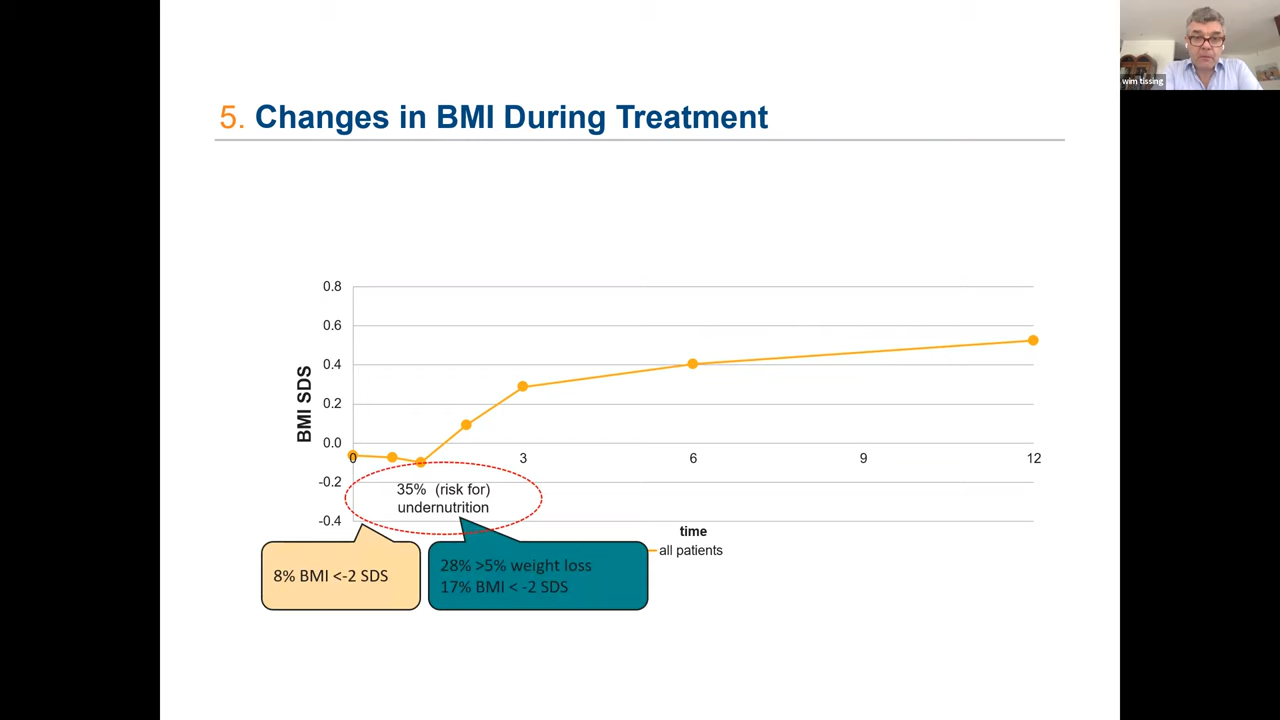 wim tissing
5. Changes in BMI During Treatment
0.8
0.6
0.4
0.2
0.0
-0.2
-0.4
BMI SDS
0 3 6 9 12
time
all patients
35% (risk for)
undernutrition
8% BMI <-2 SDS
28% >5% weight loss
17% BMI < -2 SDS